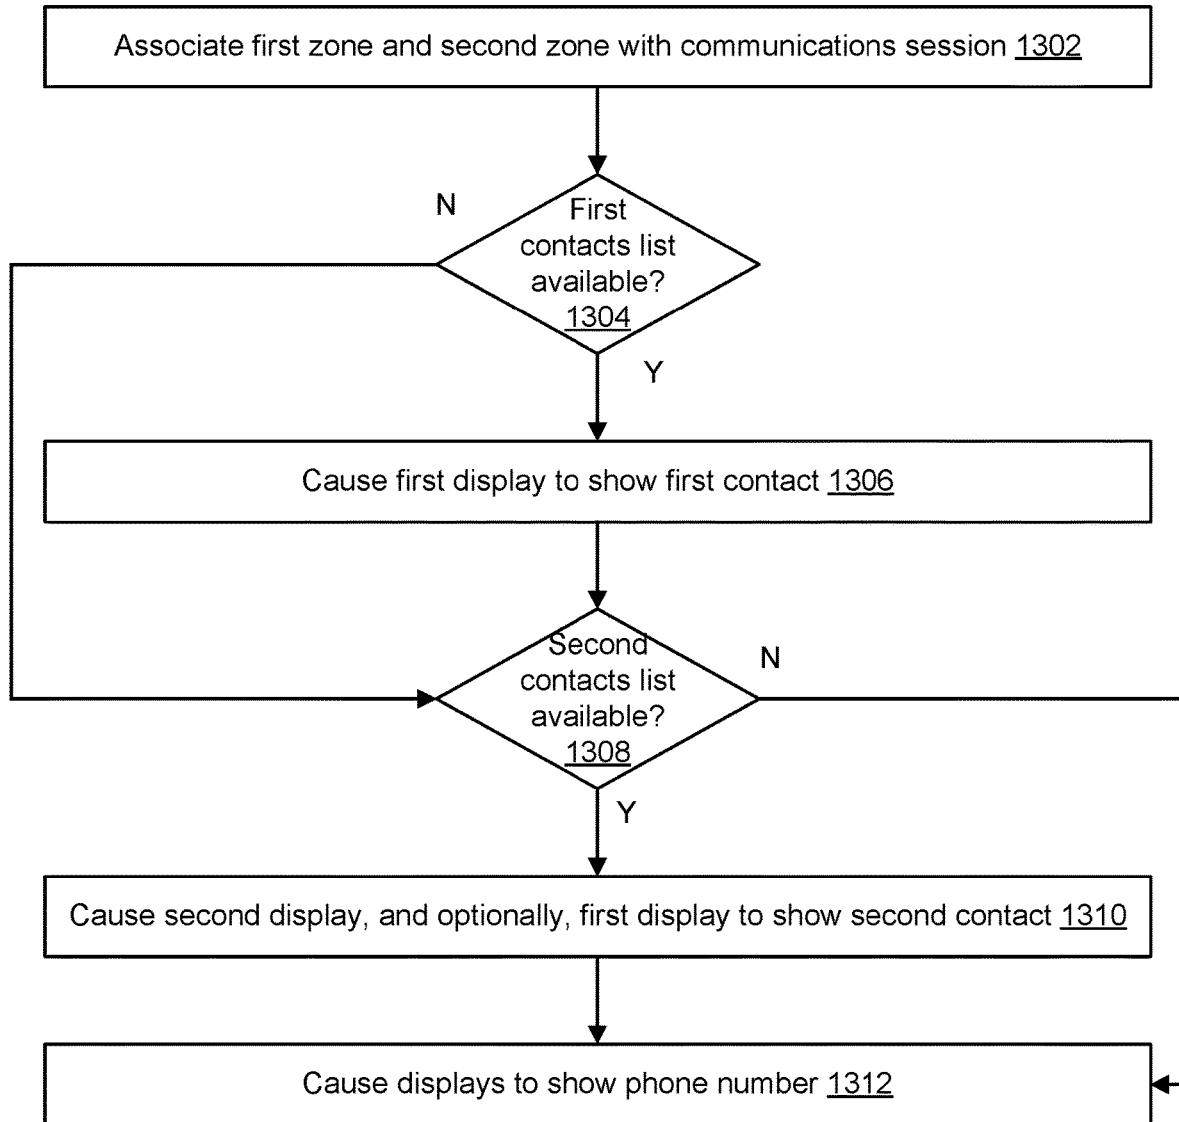 Associate first zone and second zone with communications session 1302
N
First
contacts list
available?
1304
Y
Cause first display to show first contact 1306
Second
contacts list
available?
1308
N
Y
Cause second display, and optionally, first display to show second contact 1310
Cause displays to show phone number 1312